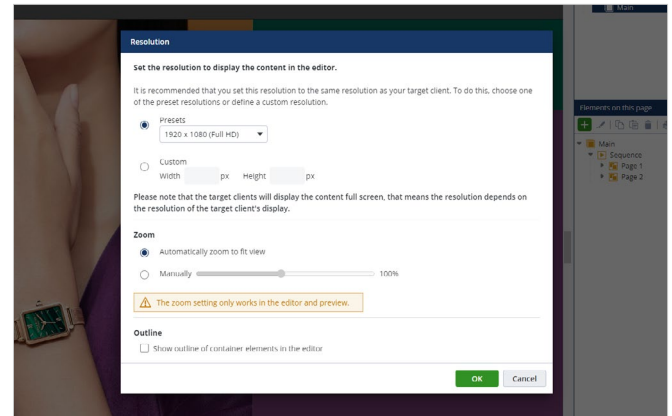 Main
Resolution
Set the resolution to display the content in the editor.
It is recommended that you set this resolution to the same resolution as your target client. To do this, choose one
of the preset resolutions or define a custom resolution.
Presets
1920 x 1080 (Full HD)
Custom
Width px Height px
Please note that the target clients will display the content full screen, that means the resolution depends on
the resolution of the target client's display.
Zoom
Automatically zoom to fit view
Manually 100%
The zoom setting only works in the editor and preview.
Outline
Show outline of container elements in the editor
OK Cancel
Elements on this page
Main
Sequence
Page 1
Page 2